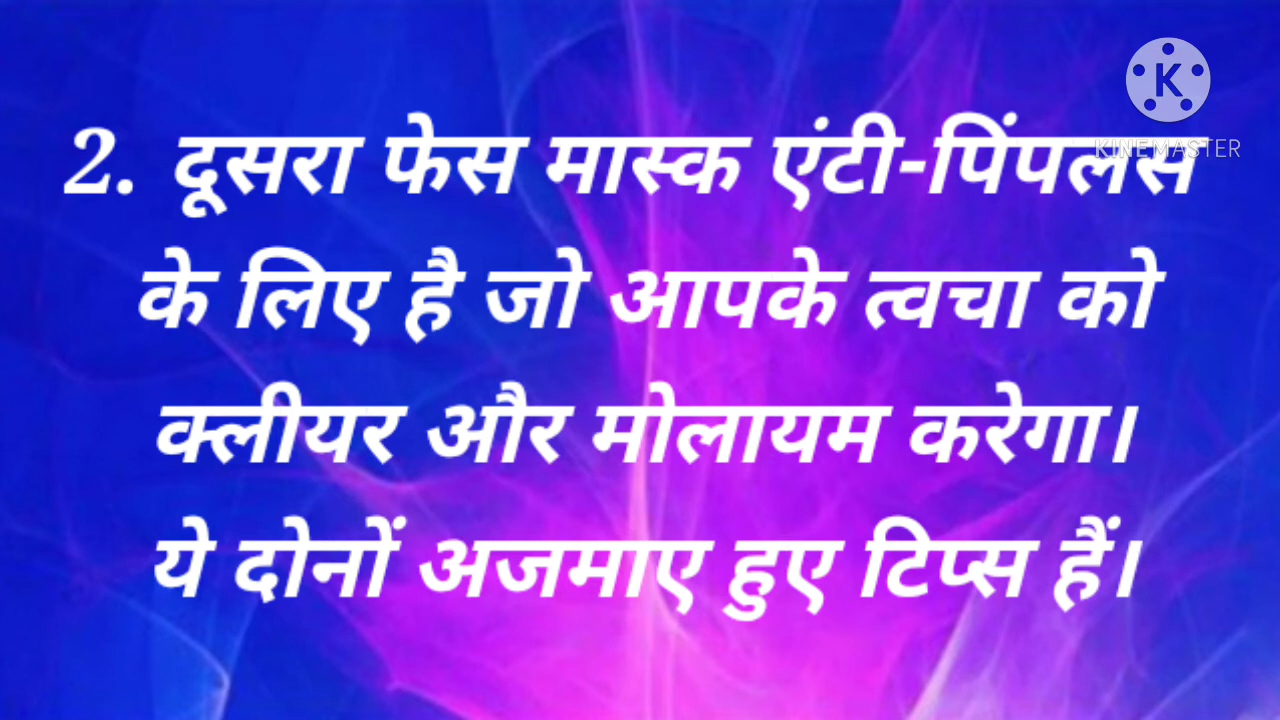 K
KINEMASTER
2. दूसरा फेस मास्क एंटी-पिंपलस
के लिए है जो आपके त्वचा को
क्लीयर और मोलायम करेगा।
ये दोनों अजमाए हुए टिप्स हैं।